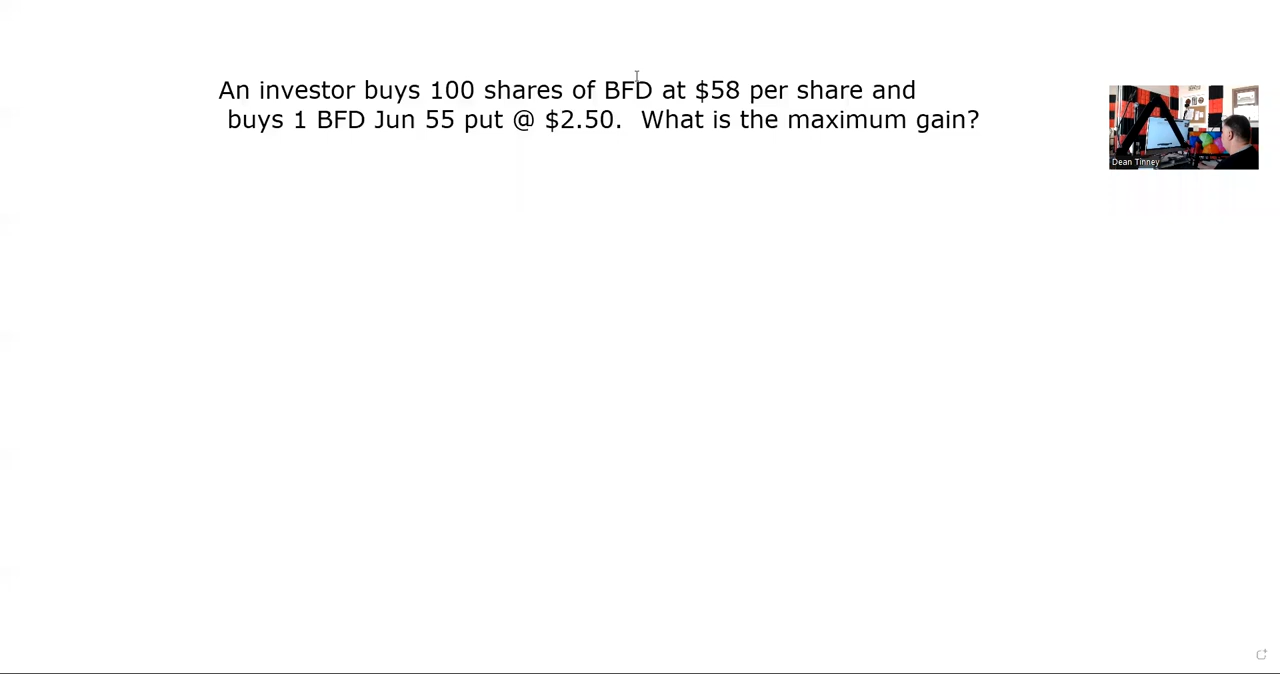 An investor buys 100 shares of BFD at $58 per share and
buys 1 BFD Jun 55 put @ $2.50. What is the maximum gain?
Dean Tinney